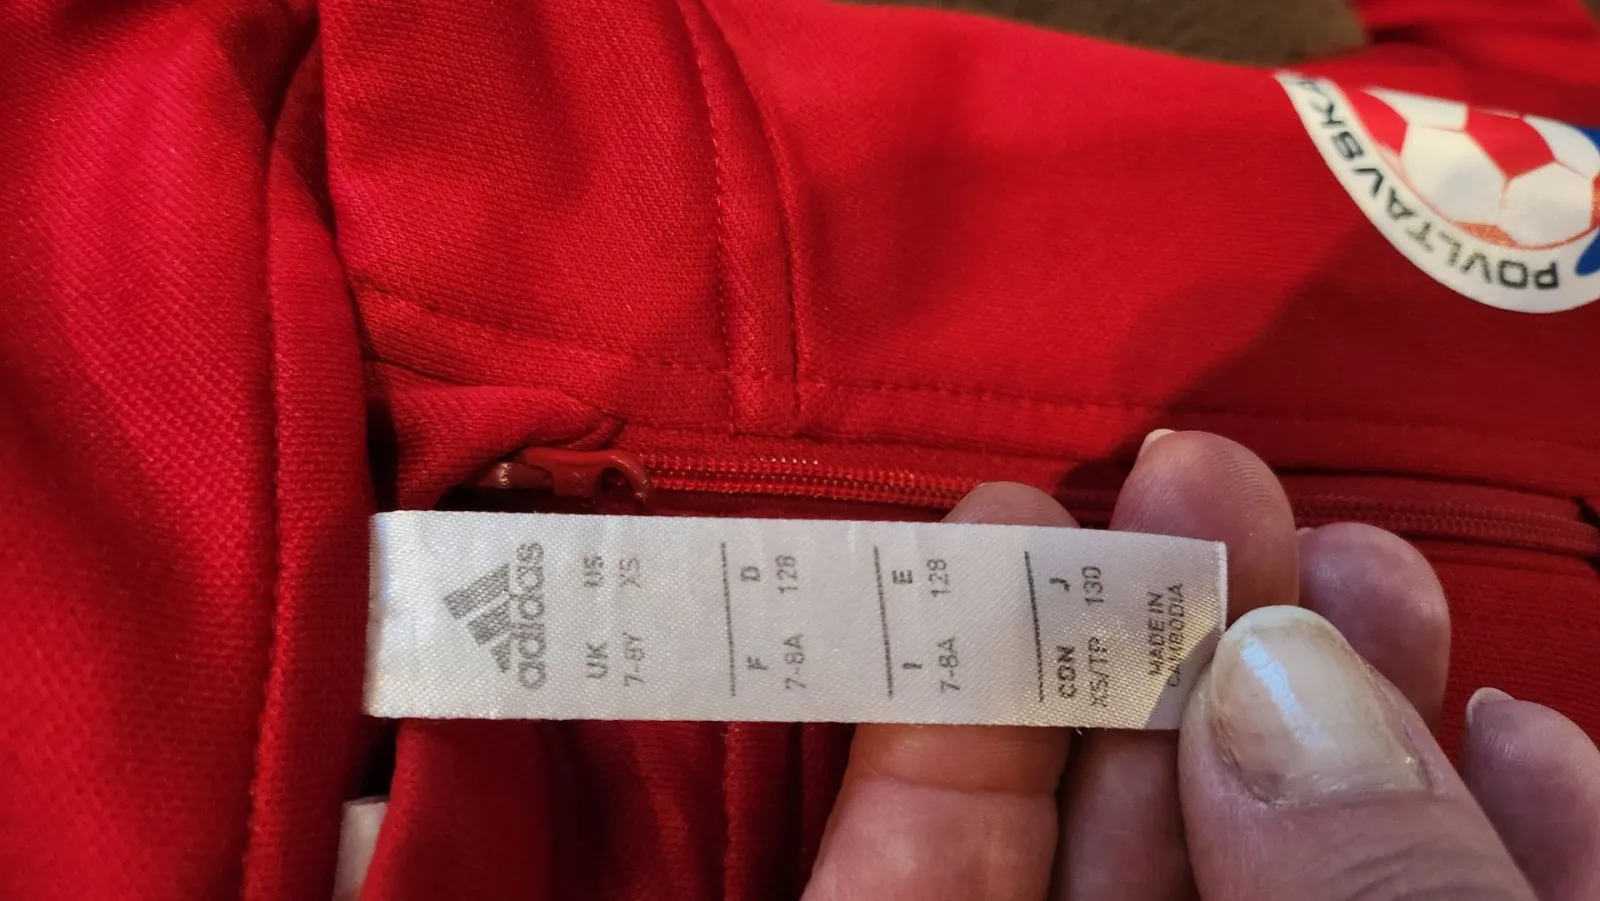 adidas
UK US
7-8Y XS
F D
7-8A 128
I E
7-8A 128
CDN J
XS/TP 130
MADE IN
CAMBODIA
POVLTAVSKÁ